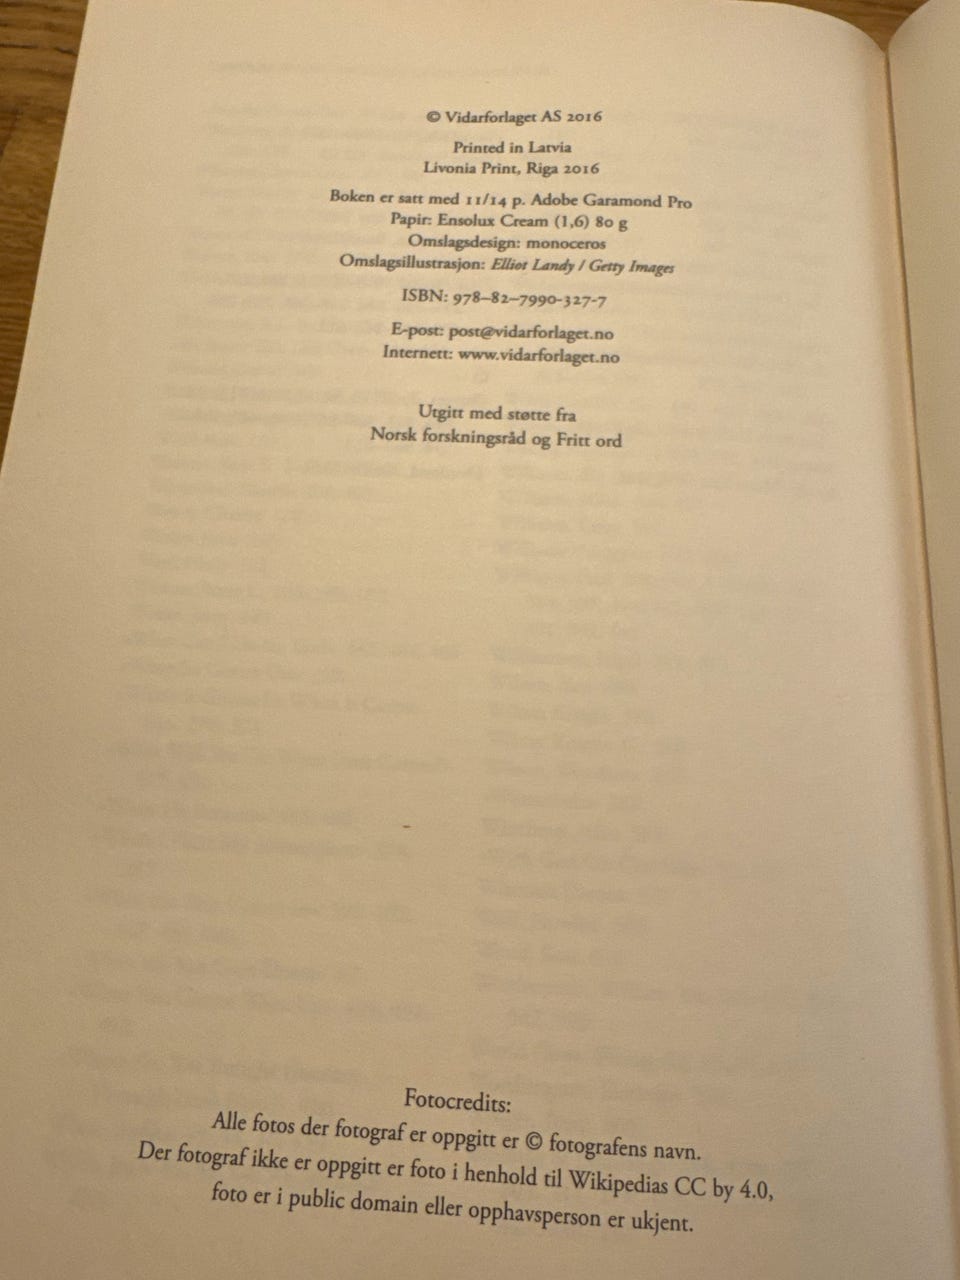 © Vidarforlaget AS 2016
Printed in Latvia
Livonia Print, Riga 2016
Boken er satt med 11/14 p. Adobe Garamond Pro
Papir: Ensolux Cream (1,6) 80 g
Omslagsdesign: monoceros
Omslagsillustrasjon: Elliot Landy / Getty Images
ISBN: 978–82–7990-327-7
E-post: post@vidarforlaget.no
Internett: www.vidarforlaget.no
Utgitt med støtte fra
Norsk forskningsråd og Fritt ord
Fotocredits:
Alle fotos der fotograf er oppgitt er © fotografens navn.
Der fotograf ikke er oppgitt er foto i henhold til Wikipedias CC by 4.0,
foto er i public domain eller opphavsperson er ukjent.